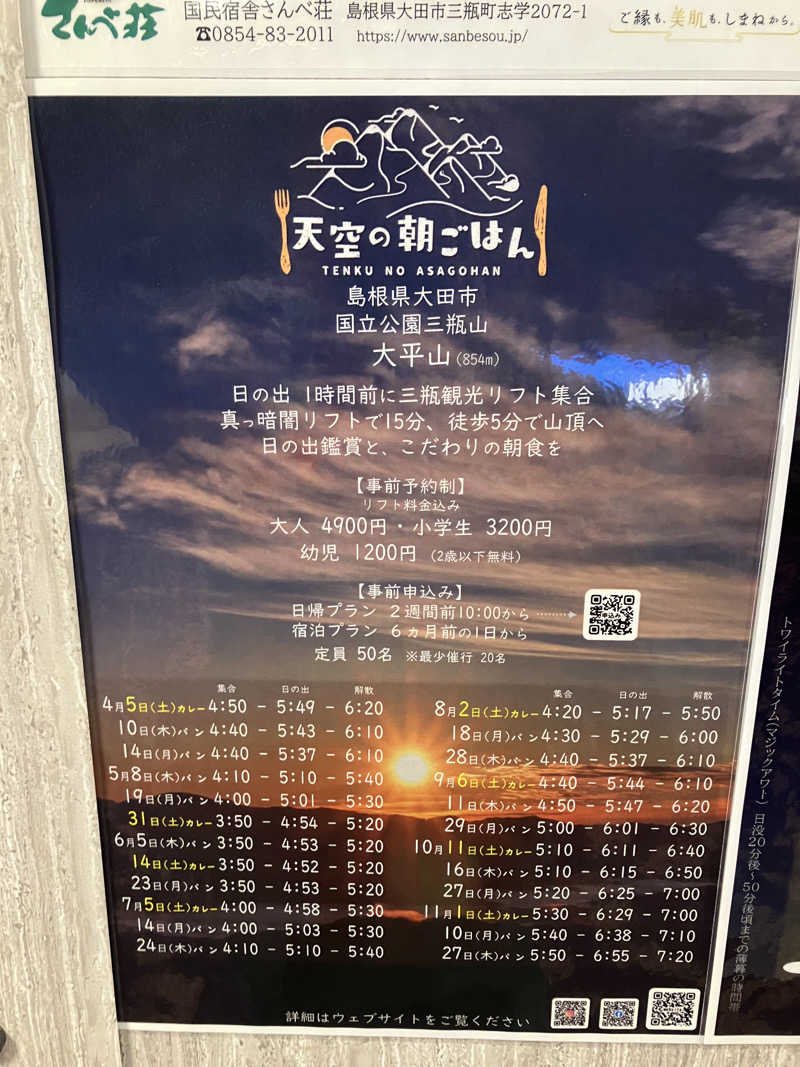 さんべ荘
国民宿舎さんべ荘 島根県大田市三瓶町志学2072-1
☎0854-83-2011 https://www.sanbesou.jp/
ご縁も、美肌も、しまねから。
天空の朝ごはん
TENKU NO ASAGOHAN
島根県大田市
国立公園三瓶山
大平山(854m)
日の出 1時間前に三瓶観光リフト集合
真っ暗闇リフトで15分、徒歩5分で山頂へ
日の出鑑賞と、こだわりの朝食を
【事前予約制】
リフト料金込み
大人 4900円・小学生 3200円
幼児 1200円 (2歳以下無料)
【事前申込み】
日帰プラン 2週間前10:00から
申込み
宿泊プラン 6ヵ月前の1日から
定員 50名 ※最少催行 20名
集合 日の出 解散
4月5日(土)カレー 4:50 - 5:49 - 6:20
10日(木)パン 4:40 - 5:43 - 6:10
14日(月)パン 4:40 - 5:37 - 6:10
5月8日(木)パン 4:10 - 5:10 - 5:40
19日(月)パン 4:00 - 5:01 - 5:30
31日(土)カレー 3:50 - 4:54 - 5:20
6月5日(木)パン 3:50 - 4:53 - 5:20
14日(土)カレー 3:50 - 4:52 - 5:20
23日(月)パン 3:50 - 4:53 - 5:20
7月5日(土)カレー 4:00 - 4:58 - 5:30
14日(月)パン 4:00 - 5:03 - 5:30
24日(木)パン 4:10 - 5:10 - 5:40
集合 日の出 解散
8月2日(土)カレー 4:20 - 5:17 - 5:50
18日(月)パン 4:30 - 5:29 - 6:00
28日(木)パン 4:40 - 5:37 - 6:10
9月6日(土)カレー 4:40 - 5:44 - 6:10
11日(木)パン 4:50 - 5:47 - 6:20
29日(月)パン 5:00 - 6:01 - 6:30
10月11日(土)カレー 5:10 - 6:11 - 6:40
16日(木)パン 5:10 - 6:15 - 6:50
27日(月)パン 5:20 - 6:25 - 7:00
11月1日(土)カレー 5:30 - 6:29 - 7:00
10日(月)パン 5:40 - 6:38 - 7:10
27日(木)パン 5:50 - 6:55 - 7:20
詳細はウェブサイトをご覧ください
トワイライトタイム(マジックアワー) 日没20分後~50分後頃までの薄暮の時間帯